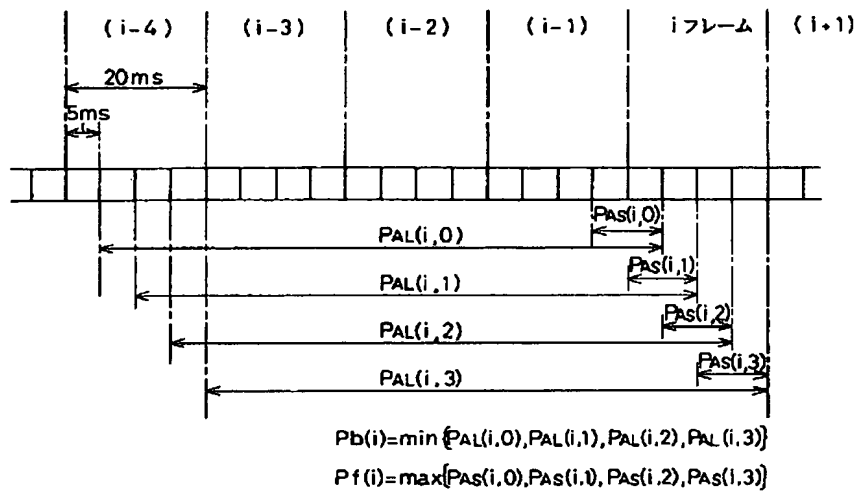 (i-4) (i-3) (i-2) (i-1) iフレーム (i+1)
20ms
5ms
PAS(i,0)
PAL(i,0)
PAS(i,1)
PAL(i,1)
PAS(i,2)
PAL(i,2)
PAS(i,3)
PAL(i,3)
Pb(i)=min{PAL(i,0),PAL(i,1),PAL(i,2),PAL(i,3)}
Pf(i)=max{PAS(i,0),PAS(i,1),PAS(i,2),PAS(i,3)}